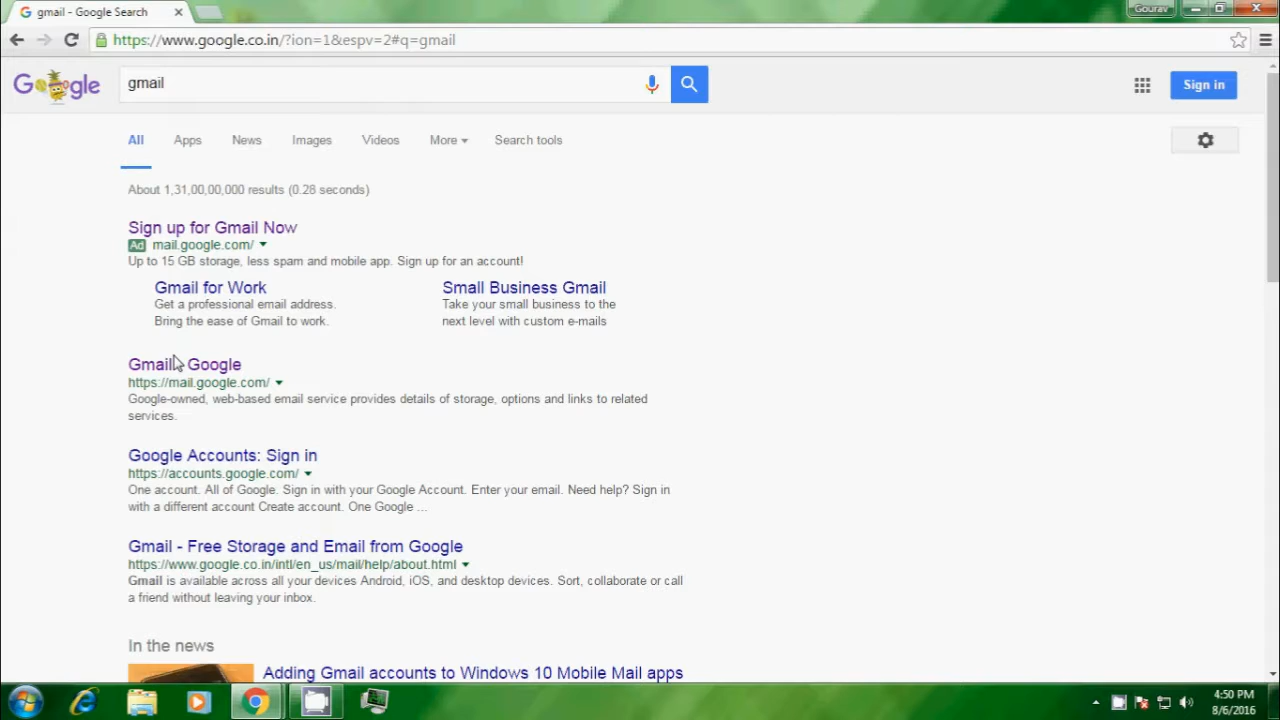 gmail - Google Search
Gourav
https://www.google.co.in/?ion=1&espv=2#q=gmail
Google
gmail
Sign in
All Apps News Images Videos More Search tools
About 1,31,00,00,000 results (0.28 seconds)
Sign up for Gmail Now
Ad mail.google.com/
Up to 15 GB storage, less spam and mobile app. Sign up for an account!
Gmail for Work
Get a professional email address.
Bring the ease of Gmail to work.
Small Business Gmail
Take your small business to the
next level with custom e-mails
Gmail - Google
https://mail.google.com/
Google-owned, web-based email service provides details of storage, options and links to related
services.
Google Accounts: Sign in
https://accounts.google.com/
One account. All of Google. Sign in with your Google Account. Enter your email. Need help? Sign in
with a different account Create account. One Google ...
Gmail - Free Storage and Email from Google
https://www.google.co.in/intl/en_us/mail/help/about.html
Gmail is available across all your devices Android, iOS, and desktop devices. Sort, collaborate or call
a friend without leaving your inbox.
In the news
Adding Gmail accounts to Windows 10 Mobile Mail apps
4:50 PM
8/6/2016